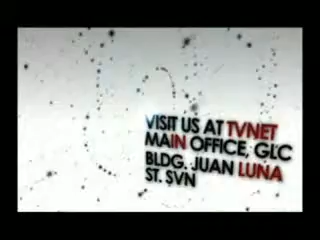 VISIT US AT TVNET
MAIN OFFICE, GLC
BLDG. JUAN LUNA
ST. SVN